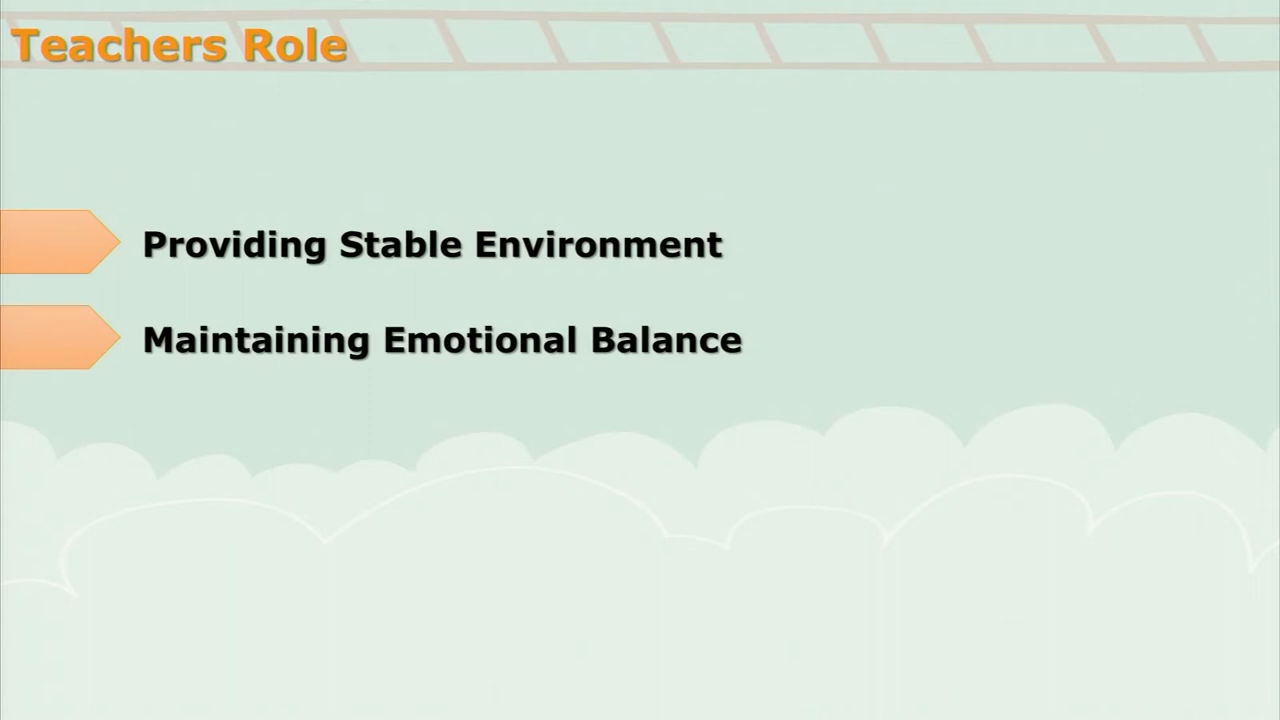 Teachers Role
Providing Stable Environment
Maintaining Emotional Balance